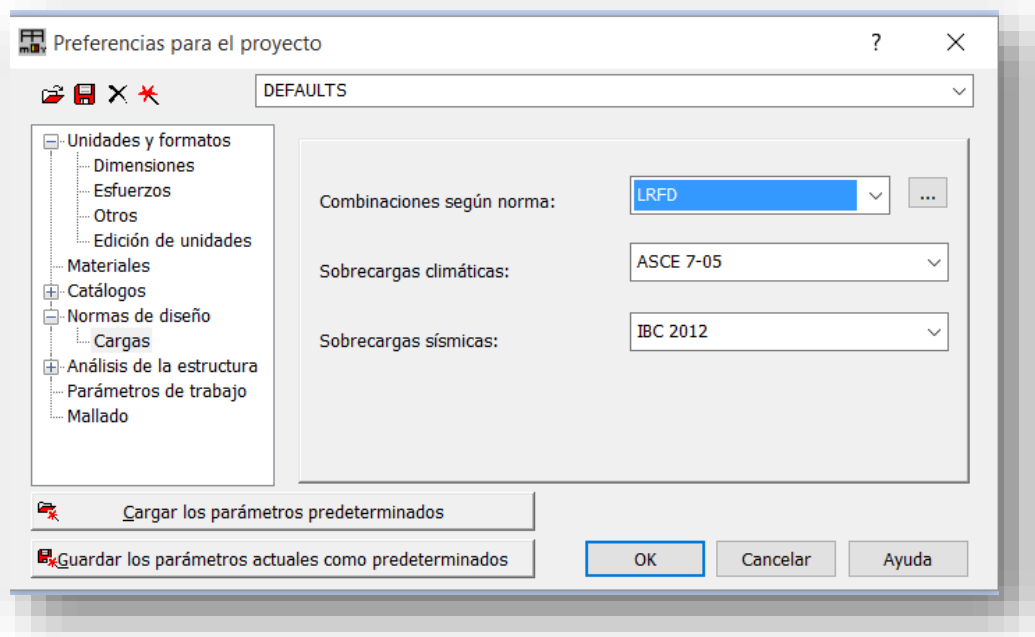 Preferencias para el proyecto
?
DEFAULTS
Unidades y formatos
Dimensiones
Esfuerzos
Otros
Edición de unidades
Materiales
Catálogos
Normas de diseño
Cargas
Análisis de la estructura
Parámetros de trabajo
Mallado
Combinaciones según norma:
LRFD
...
Sobrecargas climáticas:
ASCE 7-05
Sobrecargas sísmicas:
IBC 2012
Cargar los parámetros predeterminados
Guardar los parámetros actuales como predeterminados
OK
Cancelar
Ayuda